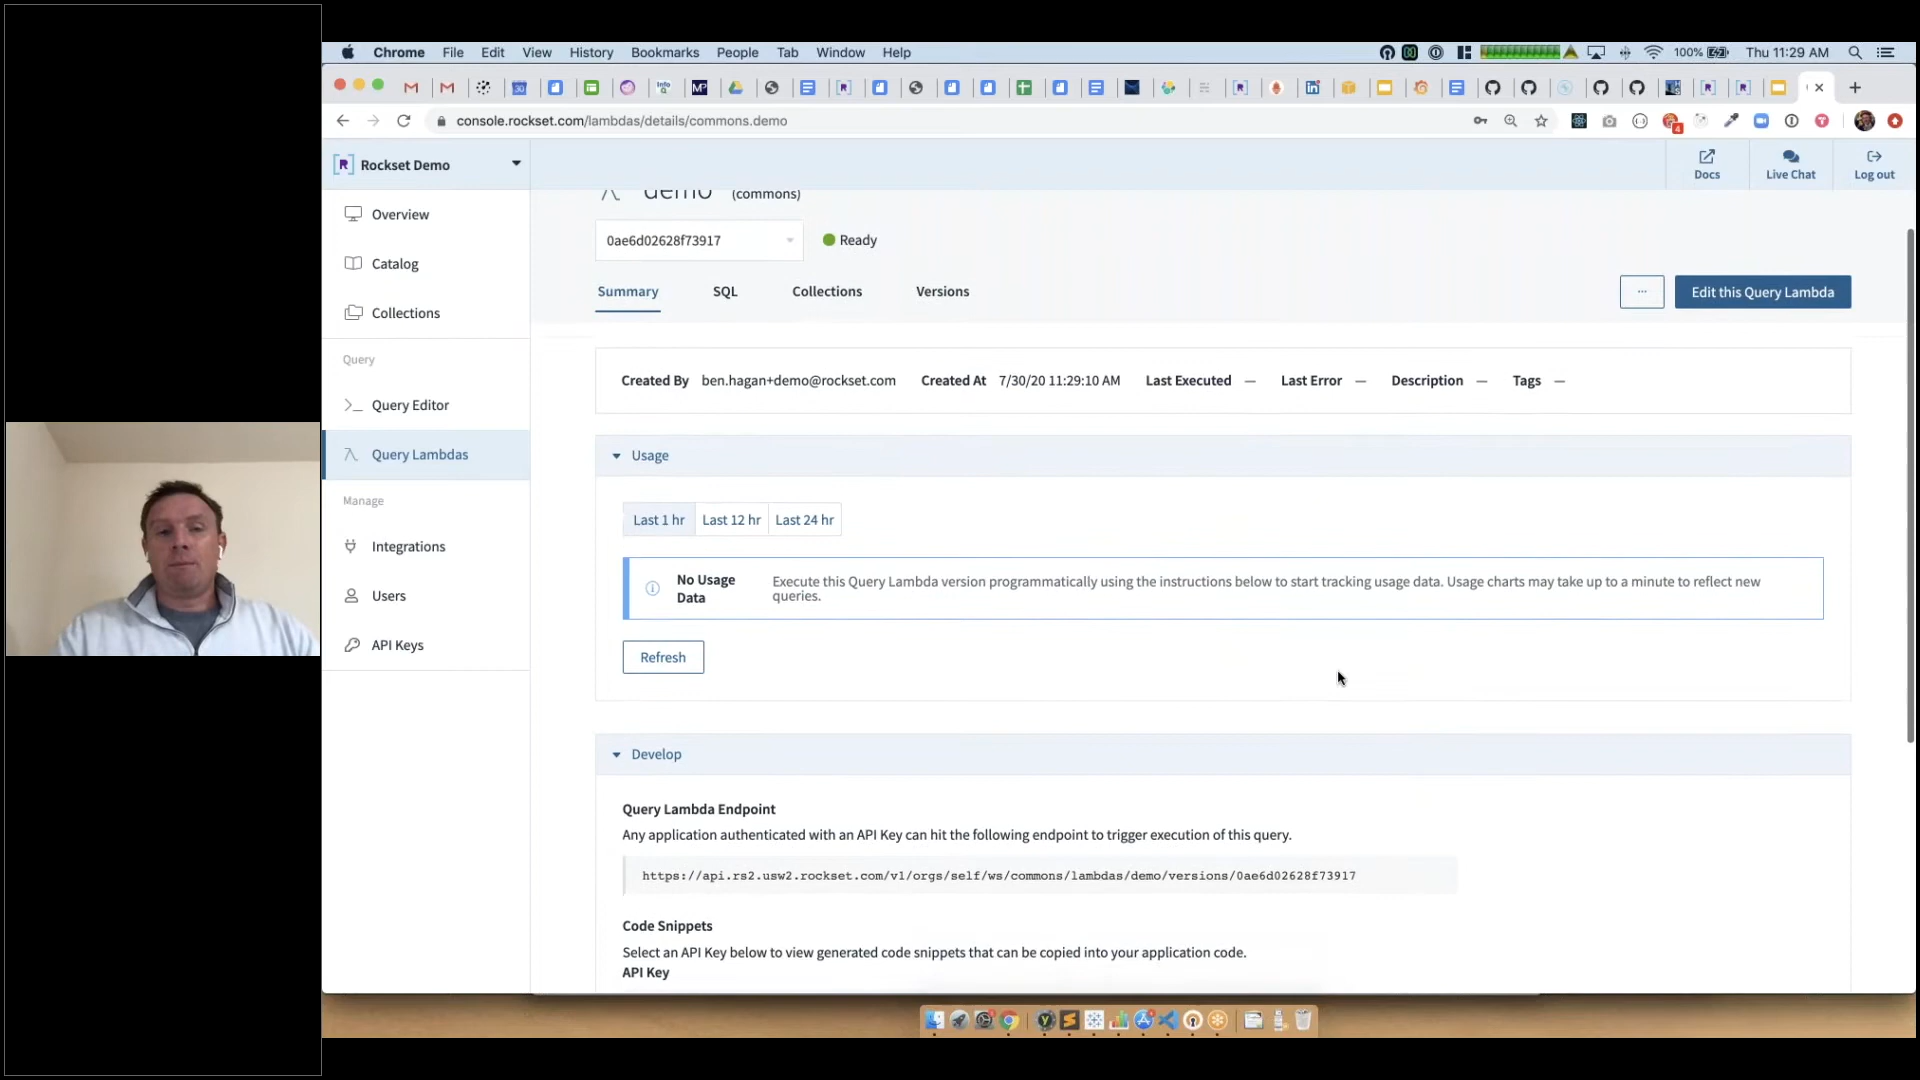 Chrome File Edit View History Bookmarks People Tab Window Help 100% Thu 11:29 AM
console.rockset.com/lambdas/details/commons.demo
Rockset Demo
Docs
Live Chat
Log out
Overview
Catalog
Collections
Query
Query Editor
Query Lambdas
Manage
Integrations
Users
API Keys
demo (commons)
0ae6d02628f73917
Ready
Summary SQL Collections Versions
... Edit this Query Lambda
Created By ben.hagan+demo@rockset.com Created At 7/30/20 11:29:10 AM Last Executed — Last Error — Description — Tags —
Usage
Last 1 hr Last 12 hr Last 24 hr
No Usage Data
Execute this Query Lambda version programmatically using the instructions below to start tracking usage data. Usage charts may take up to a minute to reflect new
queries.
Refresh
Develop
Query Lambda Endpoint
Any application authenticated with an API Key can hit the following endpoint to trigger execution of this query.
https://api.rs2.usw2.rockset.com/v1/orgs/self/ws/commons/lambdas/demo/versions/0ae6d02628f73917
Code Snippets
Select an API Key below to view generated code snippets that can be copied into your application code.
API Key